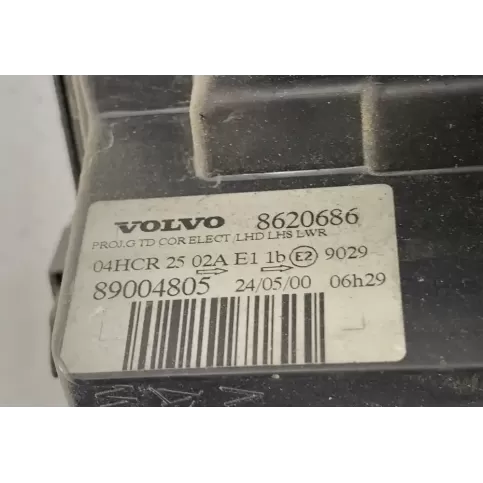 VOLVO 8620686
PROJ.G TD COR ELECT /LHD LHS LWR
04HCR 25 02A E1 1b E2 9029
89004805 24/05/00 06h29